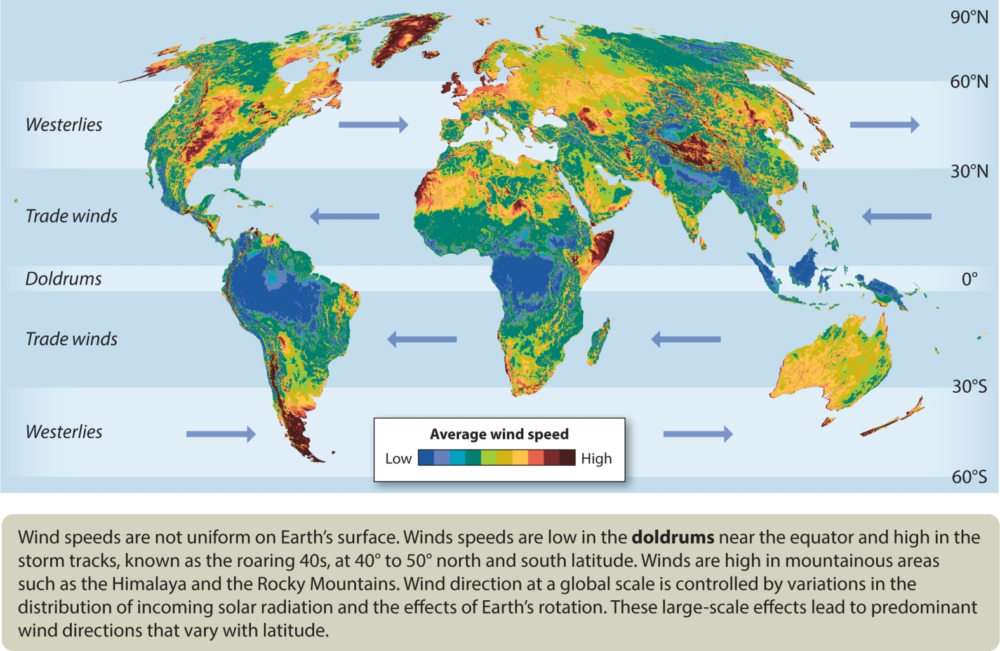 90°N
60°N
Westerlies
30°N
Trade winds
Doldrums
0°
Trade winds
30°S
Westerlies
Average wind speed
Low High
60°S
Wind speeds are not uniform on Earth's surface. Winds speeds are low in the doldrums near the equator and high in the
storm tracks, known as the roaring 40s, at 40° to 50° north and south latitude. Winds are high in mountainous areas
such as the Himalaya and the Rocky Mountains. Wind direction at a global scale is controlled by variations in the
distribution of incoming solar radiation and the effects of Earth's rotation. These large-scale effects lead to predominant
wind directions that vary with latitude.